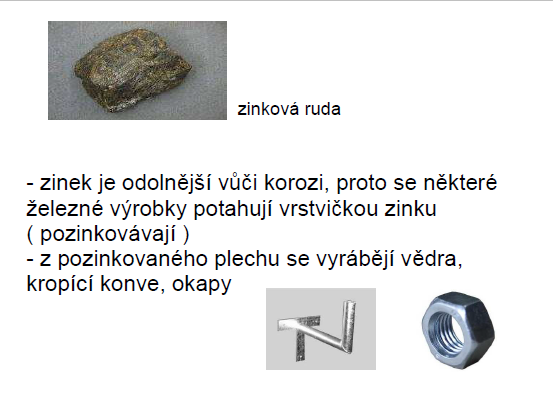 zinková ruda
- zinek je odolnější vůči korozi, proto se některé
železné výrobky potahují vrstvičkou zinku
( pozinkovávají )
- z pozinkovaného plechu se vyrábějí vědra,
kropící konve, okapy